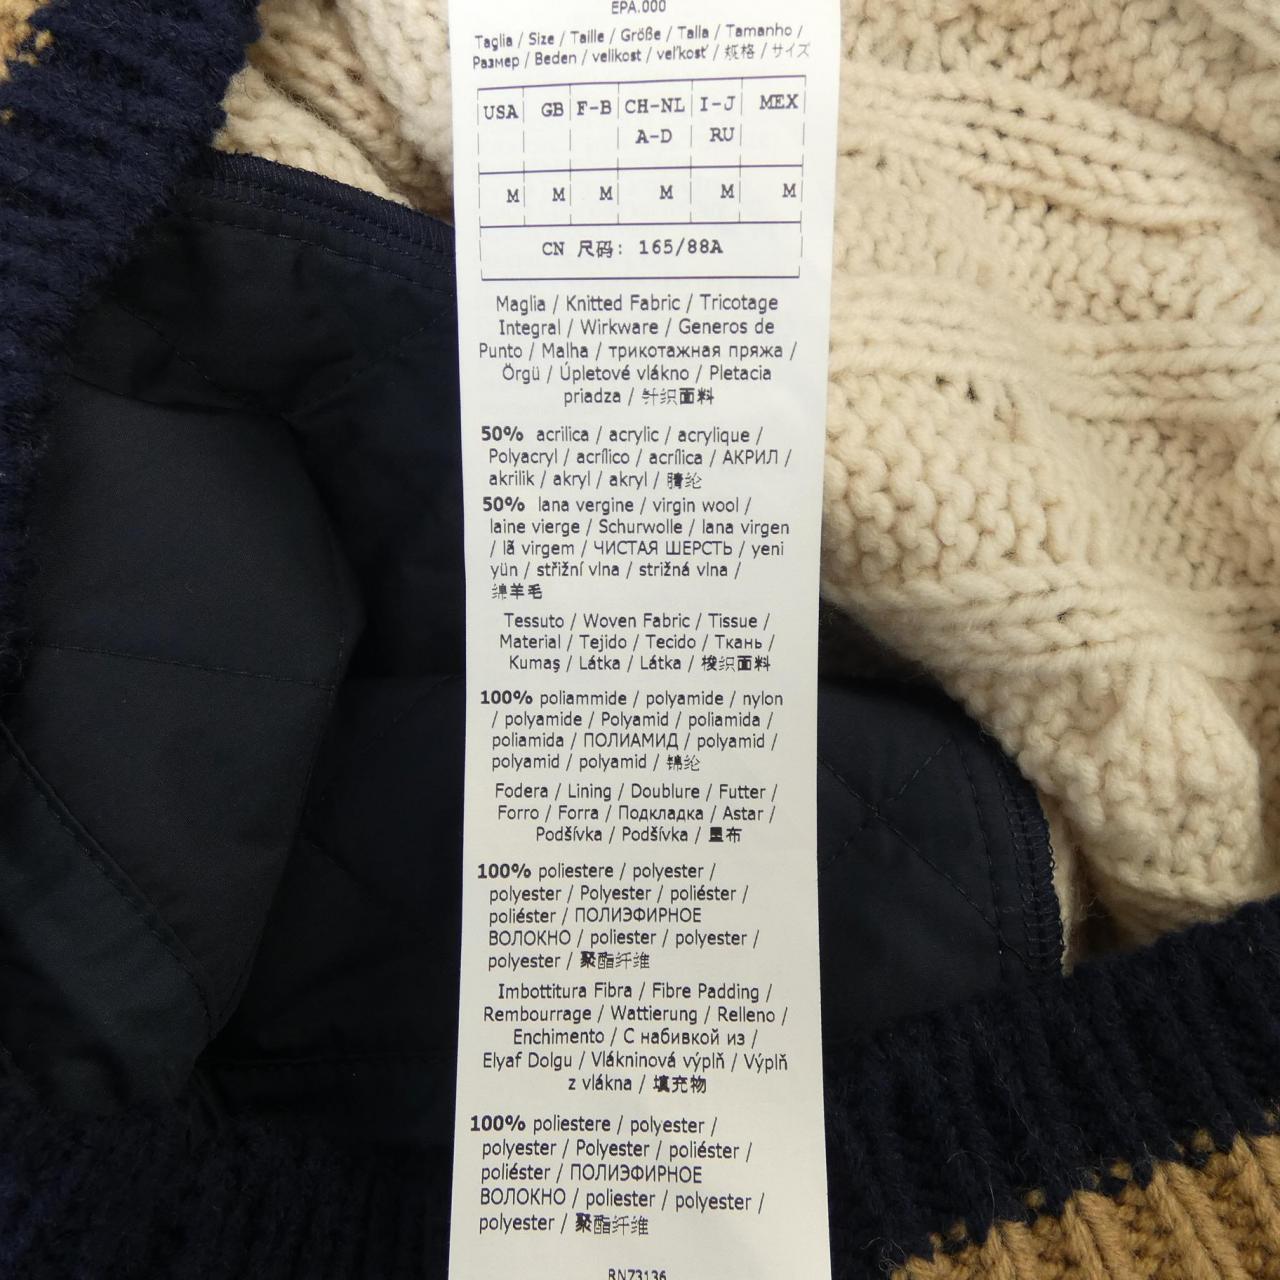 EPA.000
Taglia / Size / Taille / Größe / Talla / Tamanho /
Размер / Beden / velikost / veľkosť / 规格 / サイズ
USA GB F-B CH-NL I-J MEX
A-D RU
M M M M M M
CN 尺码: 165/88A
Maglia / Knitted Fabric / Tricotage
Integral / Wirkware / Generos de
Punto / Malha / трикотажная пряжа /
Örgü / Úpletové vlákno / Pletacia
priadza / 针织面料
50% acrilica / acrylic / acrylique /
Polyacryl / acrílico / acrílica / АКРИЛ /
akrilik / akryl / akryl / 腈纶
50% lana vergine / virgin wool /
laine vierge / Schurwolle / lana virgen
/ lã virgem / ЧИСТАЯ ШЕРСТЬ / yeni
yün / střižní vlna / strižná vlna /
绵羊毛
Tessuto / Woven Fabric / Tissue /
Material / Tejido / Tecido / Ткань /
Kumaş / Látka / Látka / 梭织面料
100% poliammide / polyamide / nylon
/ polyamide / Polyamid / poliamida /
poliamida / ПОЛИАМИД / polyamid /
polyamid / polyamid / 锦纶
Fodera / Lining / Doublure / Futter /
Forro / Forra / Подкладка / Astar /
Podšívka / Podšívka / 里布
100% poliestere / polyester /
polyester / Polyester / poliéster /
poliéster / ПОЛИЭФИРНОЕ
ВОЛОКНО / poliester / polyester /
polyester / 聚酯纤维
Imbottitura Fibra / Fibre Padding /
Rembourrage / Wattierung / Relleno /
Enchimento / С набивкой из /
Elyaf Dolgu / Vlákninová výplň / Výplň
z vlákna / 填充物
100% poliestere / polyester /
polyester / Polyester / poliéster /
poliéster / ПОЛИЭФИРНОЕ
ВОЛОКНО / poliester / polyester /
polyester / 聚酯纤维
RN73136